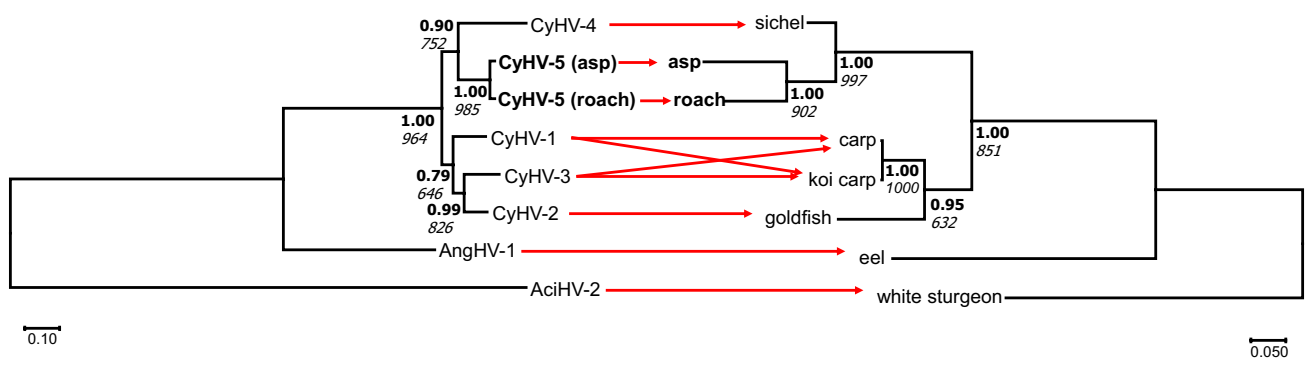 0.90
752
CyHV-4
sichel
CyHV-5 (asp)
asp
1.00
997
1.00
985
CyHV-5 (roach)
roach
1.00
902
1.00
964
CyHV-1
carp
1.00
851
0.79
646
CyHV-3
koi carp
1.00
1000
0.99
826
CyHV-2
goldfish
0.95
632
AngHV-1
eel
AciHV-2
white sturgeon
0.10
0.050